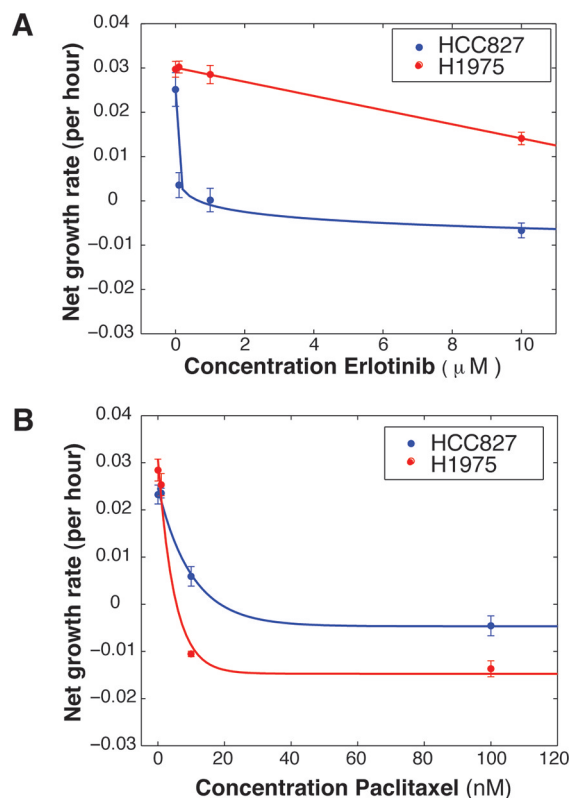 A
0.04
0.03
0.02
0.01
0
−0.01
−0.02
−0.03
Net growth rate (per hour)
HCC827
H1975
0 2 4 6 8 10
Concentration Erlotinib ( μ M )
B
0.04
0.03
0.02
0.01
0
−0.01
−0.02
−0.03
Net growth rate (per hour)
HCC827
H1975
0 20 40 60 80 100 120
Concentration Paclitaxel (nM)